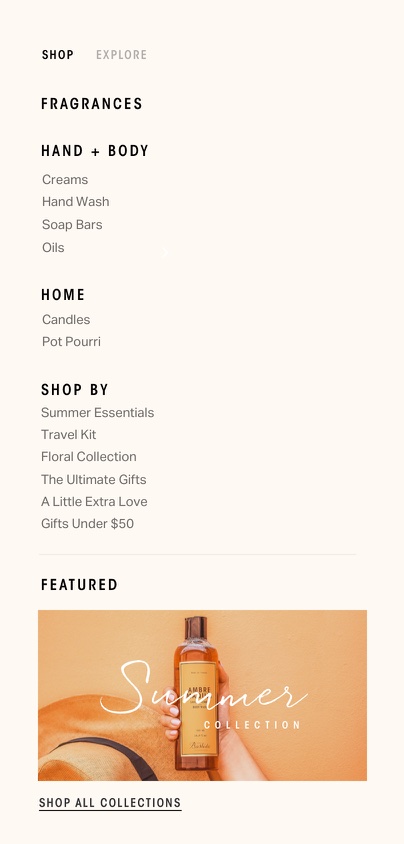 SHOP EXPLORE
FRAGRANCES
HAND + BODY
Creams
Hand Wash
Soap Bars
Oils
HOME
Candles
Pot Pourri
SHOP BY
Summer Essentials
Travel Kit
Floral Collection
The Ultimate Gifts
A Little Extra Love
Gifts Under $50
FEATURED
AMBRE
Summer
COLLECTION
SHOP ALL COLLECTIONS